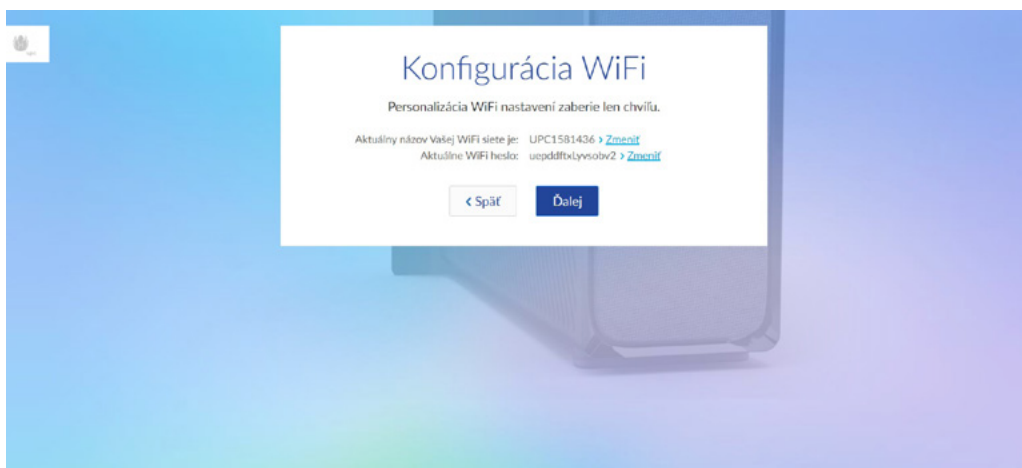 Konfigurácia WiFi
Personalizácia WiFi nastavení zaberie len chvíľu.
Aktuálny názov Vašej WiFi siete je: UPC1581436 › Zmeniť
Aktuálne WiFi heslo: uepddftxLyvsobv2 › Zmeniť
‹ Späť
Ďalej